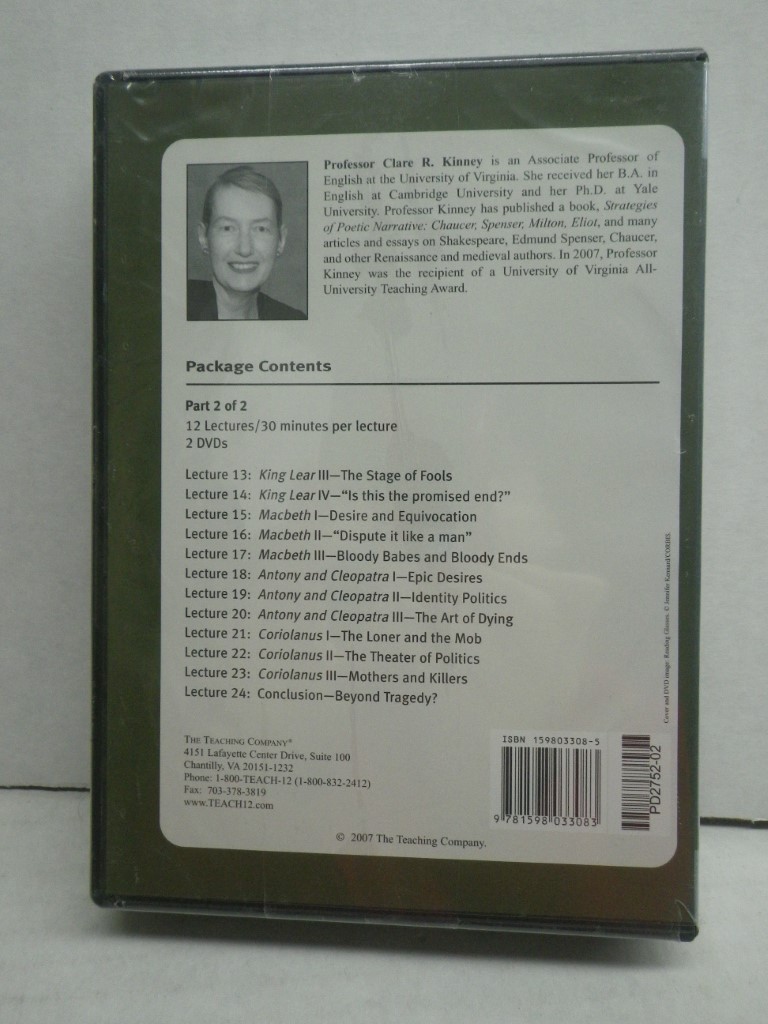 Professor Clare R. Kinney is an Associate Professor of
English at the University of Virginia. She received her B.A. in
English at Cambridge University and her Ph.D. at Yale
University. Professor Kinney has published a book, Strategies
of Poetic Narrative: Chaucer, Spenser, Milton, Eliot, and many
articles and essays on Shakespeare, Edmund Spenser, Chaucer,
and other Renaissance and medieval authors. In 2007, Professor
Kinney was the recipient of a University of Virginia All-
University Teaching Award.
Package Contents
Part 2 of 2
12 Lectures/30 minutes per lecture
2 DVDs
Lecture 13: King Lear III—The Stage of Fools
Lecture 14: King Lear IV—“Is this the promised end?”
Lecture 15: Macbeth I—Desire and Equivocation
Lecture 16: Macbeth II—“Dispute it like a man”
Lecture 17: Macbeth III—Bloody Babes and Bloody Ends
Lecture 18: Antony and Cleopatra I—Epic Desires
Lecture 19: Antony and Cleopatra II—Identity Politics
Lecture 20: Antony and Cleopatra III—The Art of Dying
Lecture 21: Coriolanus I—The Loner and the Mob
Lecture 22: Coriolanus II—The Theater of Politics
Lecture 23: Coriolanus III—Mothers and Killers
Lecture 24: Conclusion—Beyond Tragedy?
THE TEACHING COMPANY®
4151 Lafayette Center Drive, Suite 100
Chantilly, VA 20151-1232
Phone: 1-800-TEACH-12 (1-800-832-2412)
Fax: 703-378-3819
www.TEACH12.com
ISBN 159803308-5
9 781598 033083
PD2752-02
© 2007 The Teaching Company.
Cover and DVD image: Reading Glasses, © Jennifer Kennard/CORBIS.